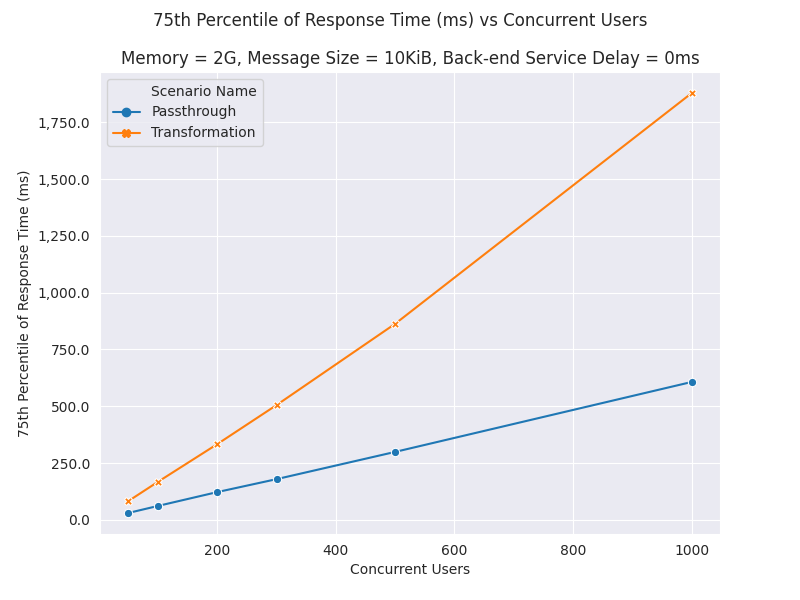 75th Percentile of Response Time (ms) vs Concurrent Users
Memory = 2G, Message Size = 10KiB, Back-end Service Delay = 0ms
Scenario Name
Passthrough
Transformation
75th Percentile of Response Time (ms)
1,750.0
1,500.0
1,250.0
1,000.0
750.0
500.0
250.0
0.0
200 400 600 800 1000
Concurrent Users